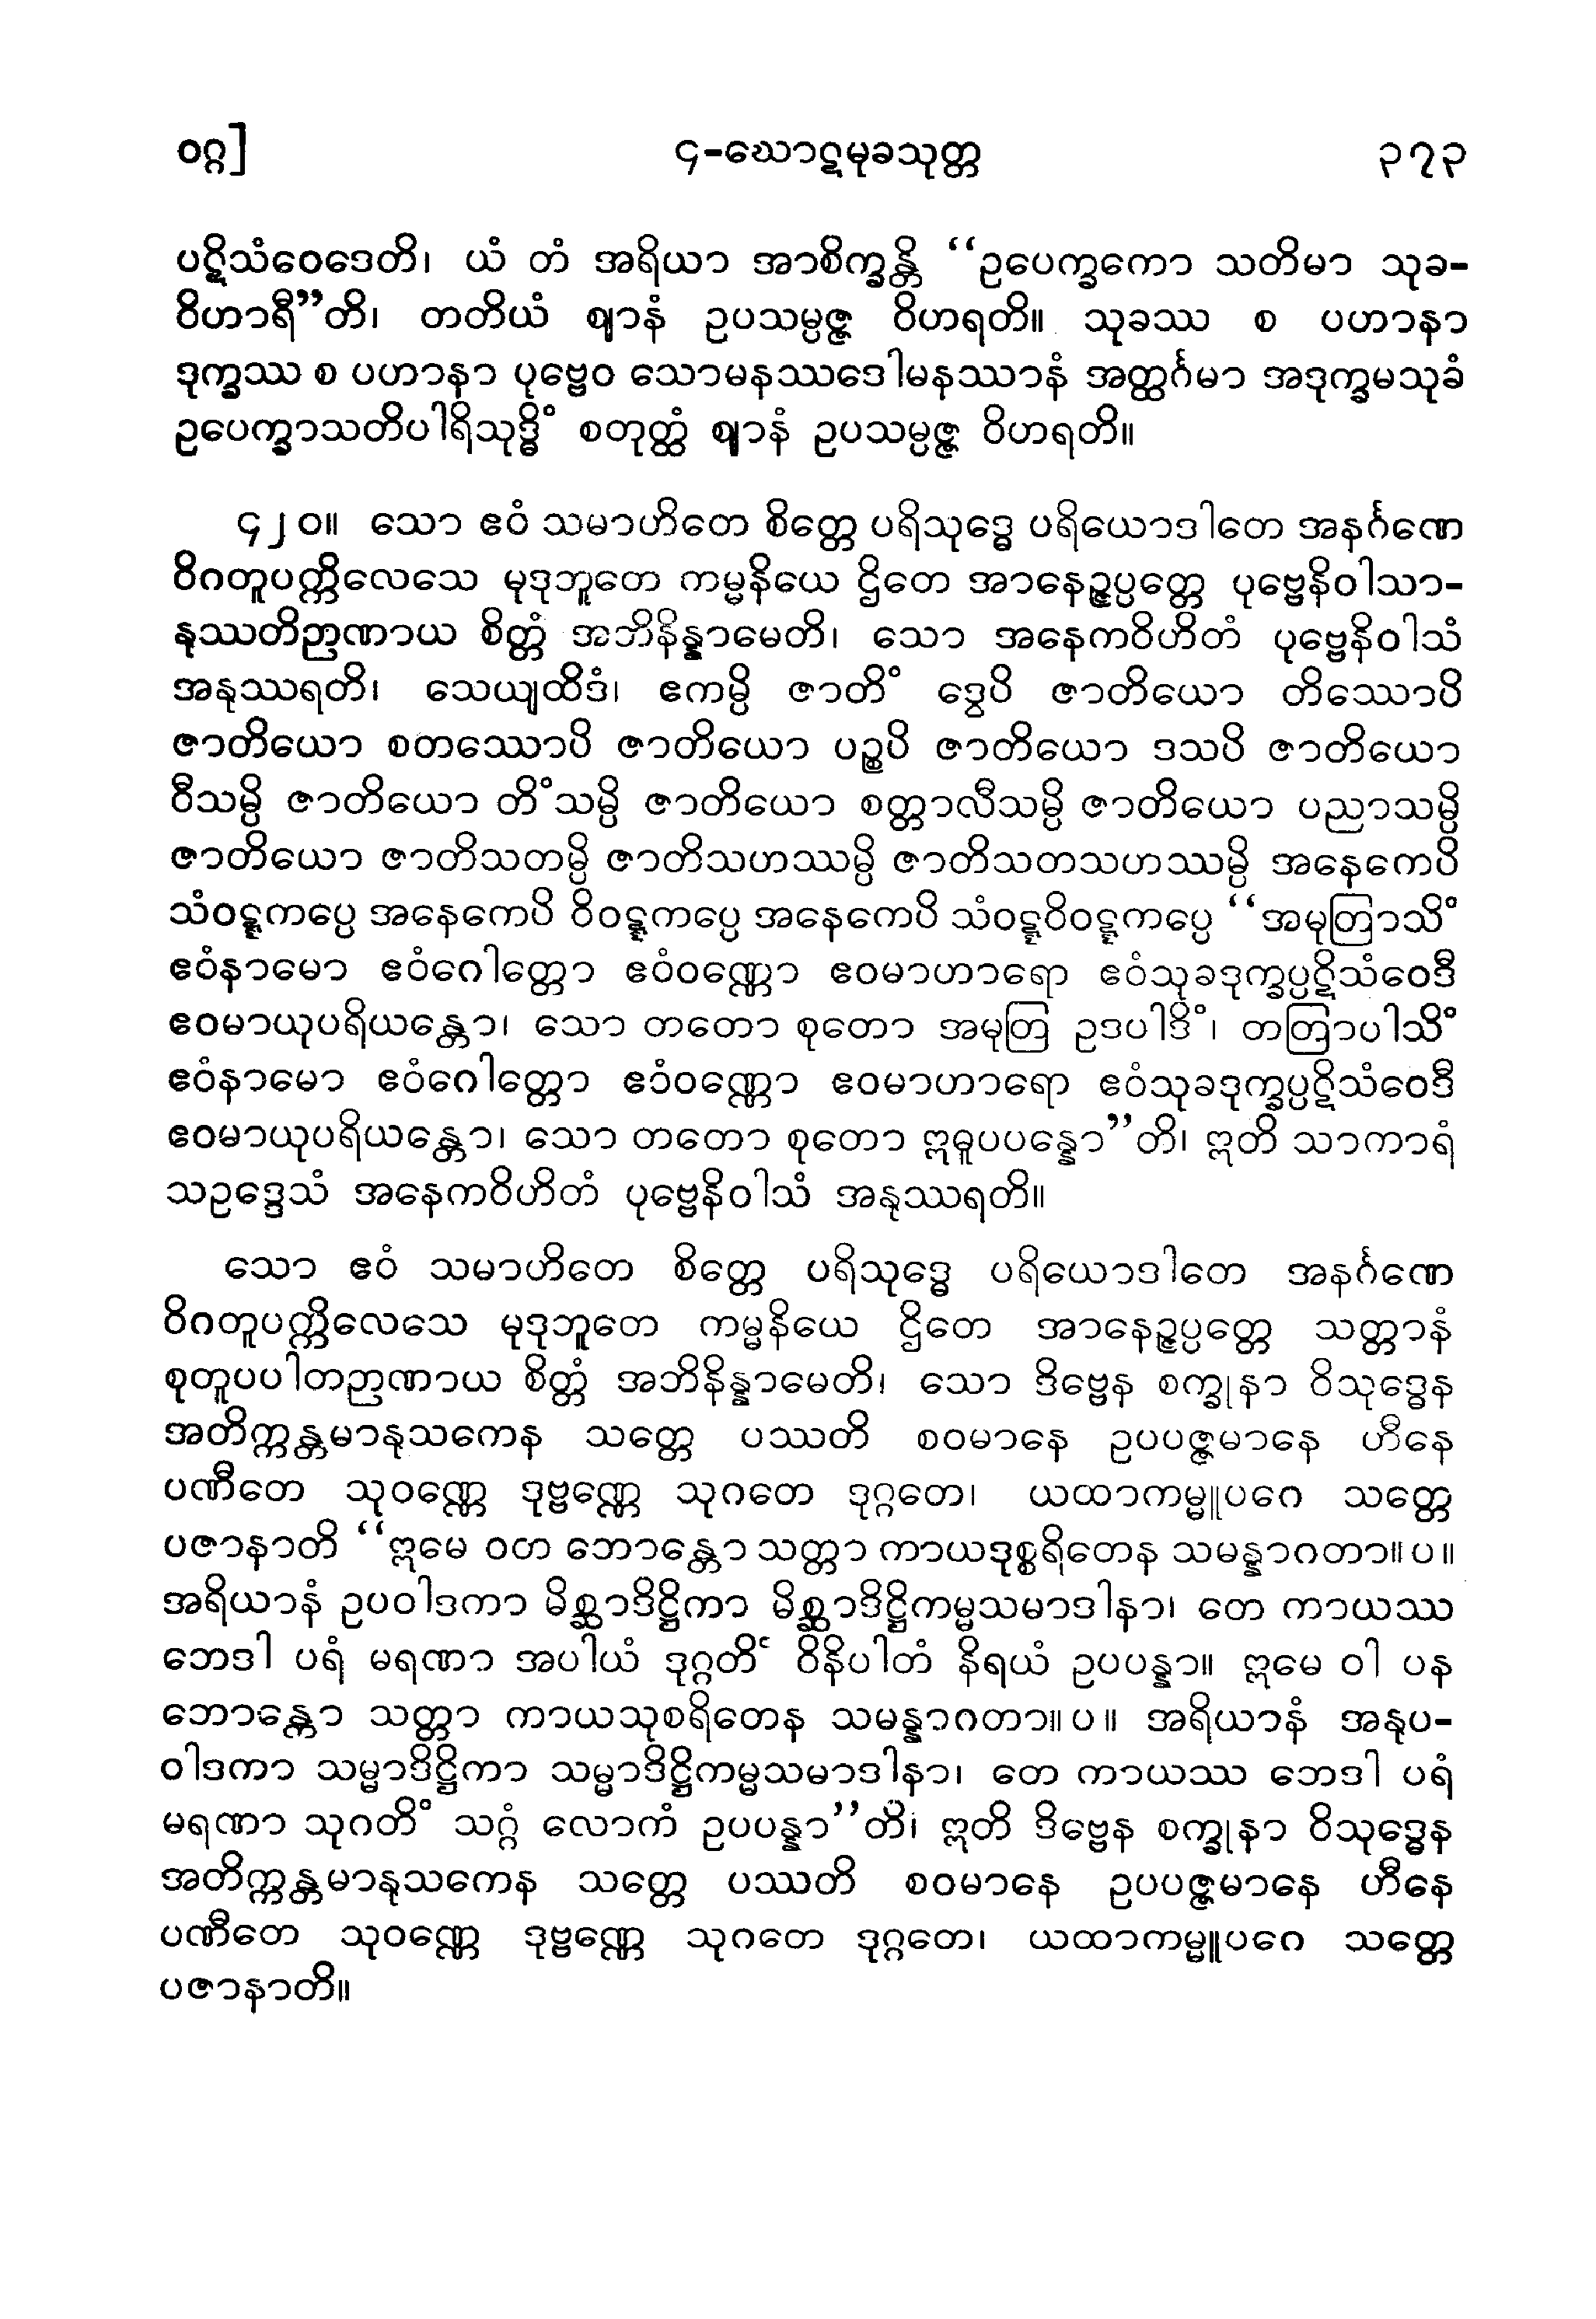 ဝဂ္ဂ]	၄-ဃောဋမုခသုတ္တ	၃၇၃
ပဋိသံဝေဒေတိ၊ ယံ တံ အရိယာ အာစိက္ခန္တိ “ဥပေက္ခကော သတိမာ သုခ-
ဝိဟာရီ”တိ၊ တတိယံ ဈာနံ ဥပသမ္ပဇ္ဇ ဝိဟရတိ။ သုခဿ စ ပဟာနာ
ဒုက္ခဿ စ ပဟာနာ ပုဗ္ဗေဝ သောမနဿဒေါမနဿာနံ အတ္ထင်္ဂမာ အဒုက္ခမသုခံ
ဥပေက္ခာသတိပါရိသုဒ္ဓိံ စတုတ္ထံ ဈာနံ ဥပသမ္ပဇ္ဇ ဝိဟရတိ။
၄၂၀။ သော ဧဝံ သမာဟိတေ စိတ္တေ ပရိသုဒ္ဓေ ပရိယောဒါတေ အနင်္ဂဏေ
ဝိဂတူပက္ကိလေသေ မုဒုဘူတေ ကမ္မနိယေ ဌိတေ အာနေဉ္ဇပ္ပတ္တေ ပုဗ္ဗေနိဝါသာ-
နုဿတိဉာဏာယ စိတ္တံ အဘိနိန္နာမေတိ၊ သော အနေကဝိဟိတံ ပုဗ္ဗေနိဝါသံ
အနုဿရတိ၊ သေယျထိဒံ၊ ဧကမ္ပိ ဇာတိံ ဒွေပိ ဇာတိယော တိဿောပိ
ဇာတိယော စတဿောပိ ဇာတိယော ပဉ္စပိ ဇာတိယော ဒသပိ ဇာတိယော
ဝီသမ္ပိ ဇာတိယော တိံသမ္ပိ ဇာတိယော စတ္တာလီသမ္ပိ ဇာတိယော ပညာသမ္ပိ
ဇာတိယော ဇာတိသတမ္ပိ ဇာတိသဟဿမ္ပိ ဇာတိသတသဟဿမ္ပိ အနေကေပိ
သံဝဋ္ဋကပ္ပေ အနေကေပိ ဝိဝဋ္ဋကပ္ပေ အနေကေပိ သံဝဋ္ဋဝိဝဋ္ဋကပ္ပေ “အမုတြာသိံ
ဧဝံနာမော ဧဝံဂေါတ္တော ဧဝံဝဏ္ဏော ဧဝမာဟာရော ဧဝံသုခဒုက္ခပ္ပဋိသံဝေဒီ
ဧဝမာယုပရိယန္တော၊ သော တတော စုတော အမုတြ ဥဒပါဒိံ၊ တတြာပါသိံ
ဧဝံနာမော ဧဝံဂေါတ္တော ဧဝံဝဏ္ဏော ဧဝမာဟာရော ဧဝံသုခဒုက္ခပ္ပဋိသံဝေဒီ
ဧဝမာယုပရိယန္တော၊ သော တတော စုတော ဣဓူပပန္နော”တိ၊ ဣတိ သာကာရံ
သဥဒ္ဒေသံ အနေကဝိဟိတံ ပုဗ္ဗေနိဝါသံ အနုဿရတိ။
သော ဧဝံ သမာဟိတေ စိတ္တေ ပရိသုဒ္ဓေ ပရိယောဒါတေ အနင်္ဂဏေ
ဝိဂတူပက္ကိလေသေ မုဒုဘူတေ ကမ္မနိယေ ဌိတေ အာနေဉ္ဇပ္ပတ္တေ သတ္တာနံ
စုတူပပါတဉာဏာယ စိတ္တံ အဘိနိန္နာမေတိ၊ သော ဒိဗ္ဗေန စက္ခုနာ ဝိသုဒ္ဓေန
အတိက္ကန္တမာနုသကေန သတ္တေ ပဿတိ စဝမာနေ ဥပပဇ္ဇမာနေ ဟီနေ
ပဏီတေ သုဝဏ္ဏေ ဒုဗ္ဗဏ္ဏေ သုဂတေ ဒုဂ္ဂတေ၊ ယထာကမ္မူပဂေ သတ္တေ
ပဇာနာတိ “ဣမေ ဝတ ဘောန္တော သတ္တာ ကာယဒုစ္စရိတေန သမန္နာဂတာ။ပ။
အရိယာနံ ဥပဝါဒကာ မိစ္ဆာဒိဋ္ဌိကာ မိစ္ဆာဒိဋ္ဌိကမ္မသမာဒါနာ၊ တေ ကာယဿ
ဘေဒါ ပရံ မရဏာ အပါယံ ဒုဂ္ဂတိံ ဝိနိပါတံ နိရယံ ဥပပန္နာ။ ဣမေ ဝါ ပန
ဘောန္တော သတ္တာ ကာယသုစရိတေန သမန္နာဂတာ။ပ။ အရိယာနံ အနုပ-
ဝါဒကာ သမ္မာဒိဋ္ဌိကာ သမ္မာဒိဋ္ဌိကမ္မသမာဒါနာ၊ တေ ကာယဿ ဘေဒါ ပရံ
မရဏာ သုဂတိံ သဂ္ဂံ လောကံ ဥပပန္နာ”တိ၊ ဣတိ ဒိဗ္ဗေန စက္ခုနာ ဝိသုဒ္ဓေန
အတိက္ကန္တမာနုသကေန သတ္တေ ပဿတိ စဝမာနေ ဥပပဇ္ဇမာနေ ဟီနေ
ပဏီတေ သုဝဏ္ဏေ ဒုဗ္ဗဏ္ဏေ သုဂတေ ဒုဂ္ဂတေ၊ ယထာကမ္မူပဂေ သတ္တေ
ပဇာနာတိ။